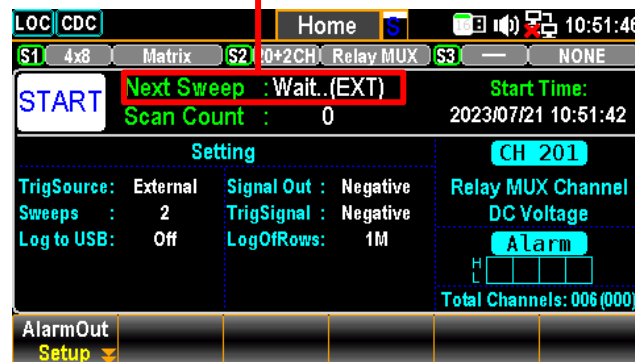 LOC CDC Home S 10:51:46
S1 4x8 Matrix S2 20+2CH Relay MUX S3 — NONE
START Next Sweep : Wait..(EXT) Start Time:
Scan Count : 0 2023/07/21 10:51:42
Setting CH 201
TrigSource: External Signal Out : Negative Relay MUX Channel
Sweeps : 2 TrigSignal : Negative DC Voltage
Log to USB: Off LogOfRows: 1M Alarm
H
L
Total Channels: 006 (000)
AlarmOut
Setup